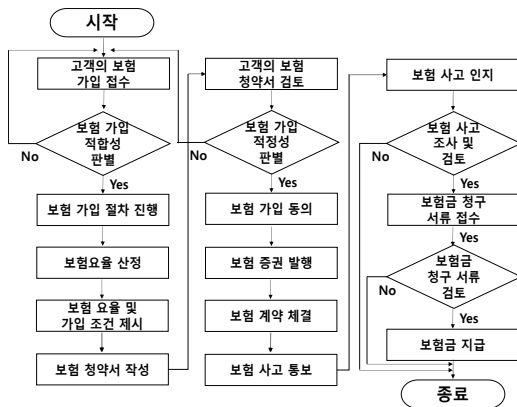 시작
고객의 보험
가입 접수
보험 가입
적합성
판별
No
Yes
보험 가입 절차 진행
보험요율 산정
보험 요율 및
가입 조건 제시
보험 청약서 작성
고객의 보험
청약서 검토
보험 가입
적정성
판별
No
Yes
보험 가입 동의
보험 증권 발행
보험 계약 체결
보험 사고 통보
보험 사고 인지
보험 사고
조사 및
검토
No
Yes
보험금 청구
서류 접수
Yes
보험금
청구 서류
검토
No
Yes
보험금 지급
종료